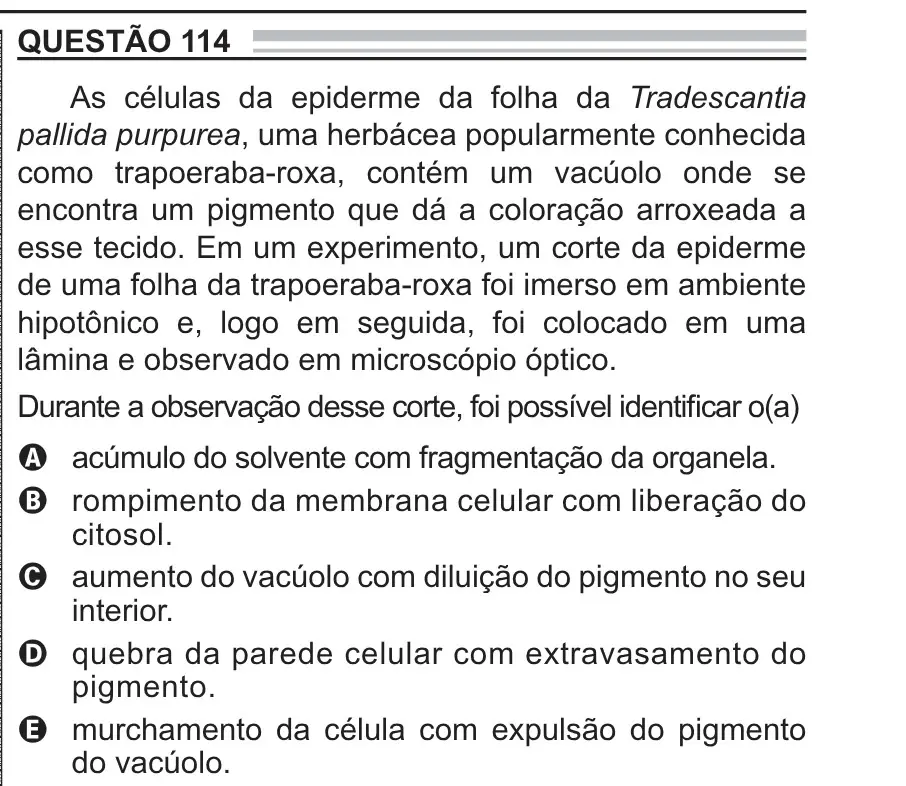 QUESTÃO 114
As células da epiderme da folha da Tradescantia
pallida purpurea, uma herbácea popularmente conhecida
como trapoeraba-roxa, contém um vacúolo onde se
encontra um pigmento que dá a coloração arroxeada a
esse tecido. Em um experimento, um corte da epiderme
de uma folha da trapoeraba-roxa foi imerso em ambiente
hipotônico e, logo em seguida, foi colocado em uma
lâmina e observado em microscópio óptico.
Durante a observação desse corte, foi possível identificar o(a)
A acúmulo do solvente com fragmentação da organela.
B rompimento da membrana celular com liberação do
citosol.
C aumento do vacúolo com diluição do pigmento no seu
interior.
D quebra da parede celular com extravasamento do
pigmento.
E murchamento da célula com expulsão do pigmento
do vacúolo.